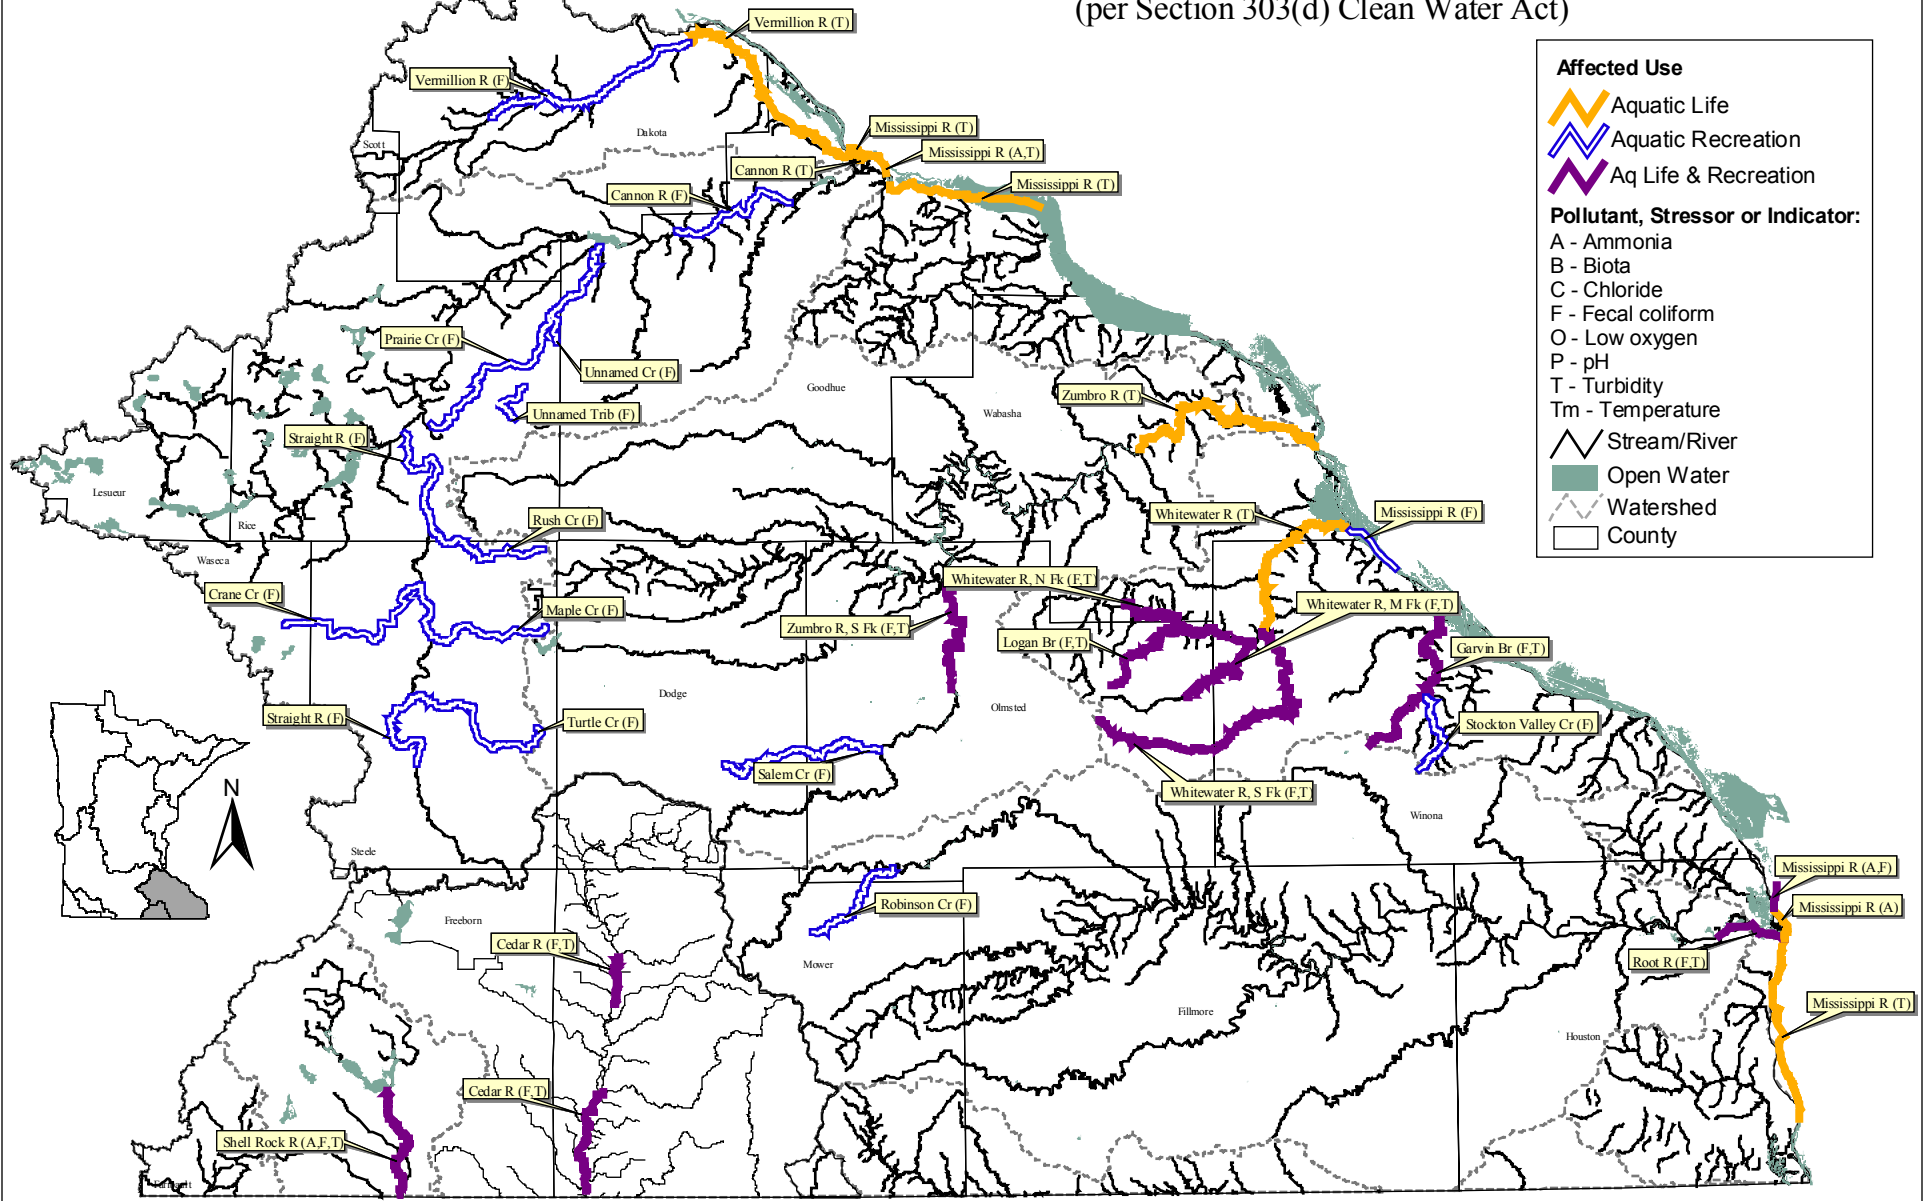 (per Section 303(d) Clean Water Act)
Vermillion R (T)
Vermillion R (F)
Dakota
Scott
Mississippi R (T)
Mississippi R (A,T)
Cannon R (T)
Mississippi R (T)
Cannon R (F)
Affected Use
Aquatic Life
Aquatic Recreation
Aq Life & Recreation
Pollutant, Stressor or Indicator:
A - Ammonia
B - Biota
C - Chloride
F - Fecal coliform
O - Low oxygen
P - pH
T - Turbidity
Tm - Temperature
Stream/River
Open Water
Watershed
County
Prairie Cr (F)
Unnamed Cr (F)
Goodhue
Zumbro R (T)
Wabasha
Unnamed Trib (F)
Straight R (F)
Lesueur
Rice
Rush Cr (F)
Whitewater R (T)
Mississippi R (F)
Waseca
Crane Cr (F)
Maple Cr (F)
Whitewater R, N Fk (F,T)
Whitewater R, M Fk (F,T)
Zumbro R, S Fk (F,T)
Logan Br (F,T)
Garvin Br (F,T)
Dodge
Olmsted
Straight R (F)
Turtle Cr (F)
Stockton Valley Cr (F)
Salem Cr (F)
Whitewater R, S Fk (F,T)
N
Winona
Steele
Mississippi R (A,F)
Robinson Cr (F)
Mississippi R (A)
Freeborn
Cedar R (F,T)
Mower
Root R (F,T)
Fillmore
Mississippi R (T)
Houston
Cedar R (F,T)
Shell Rock R (A,F,T)